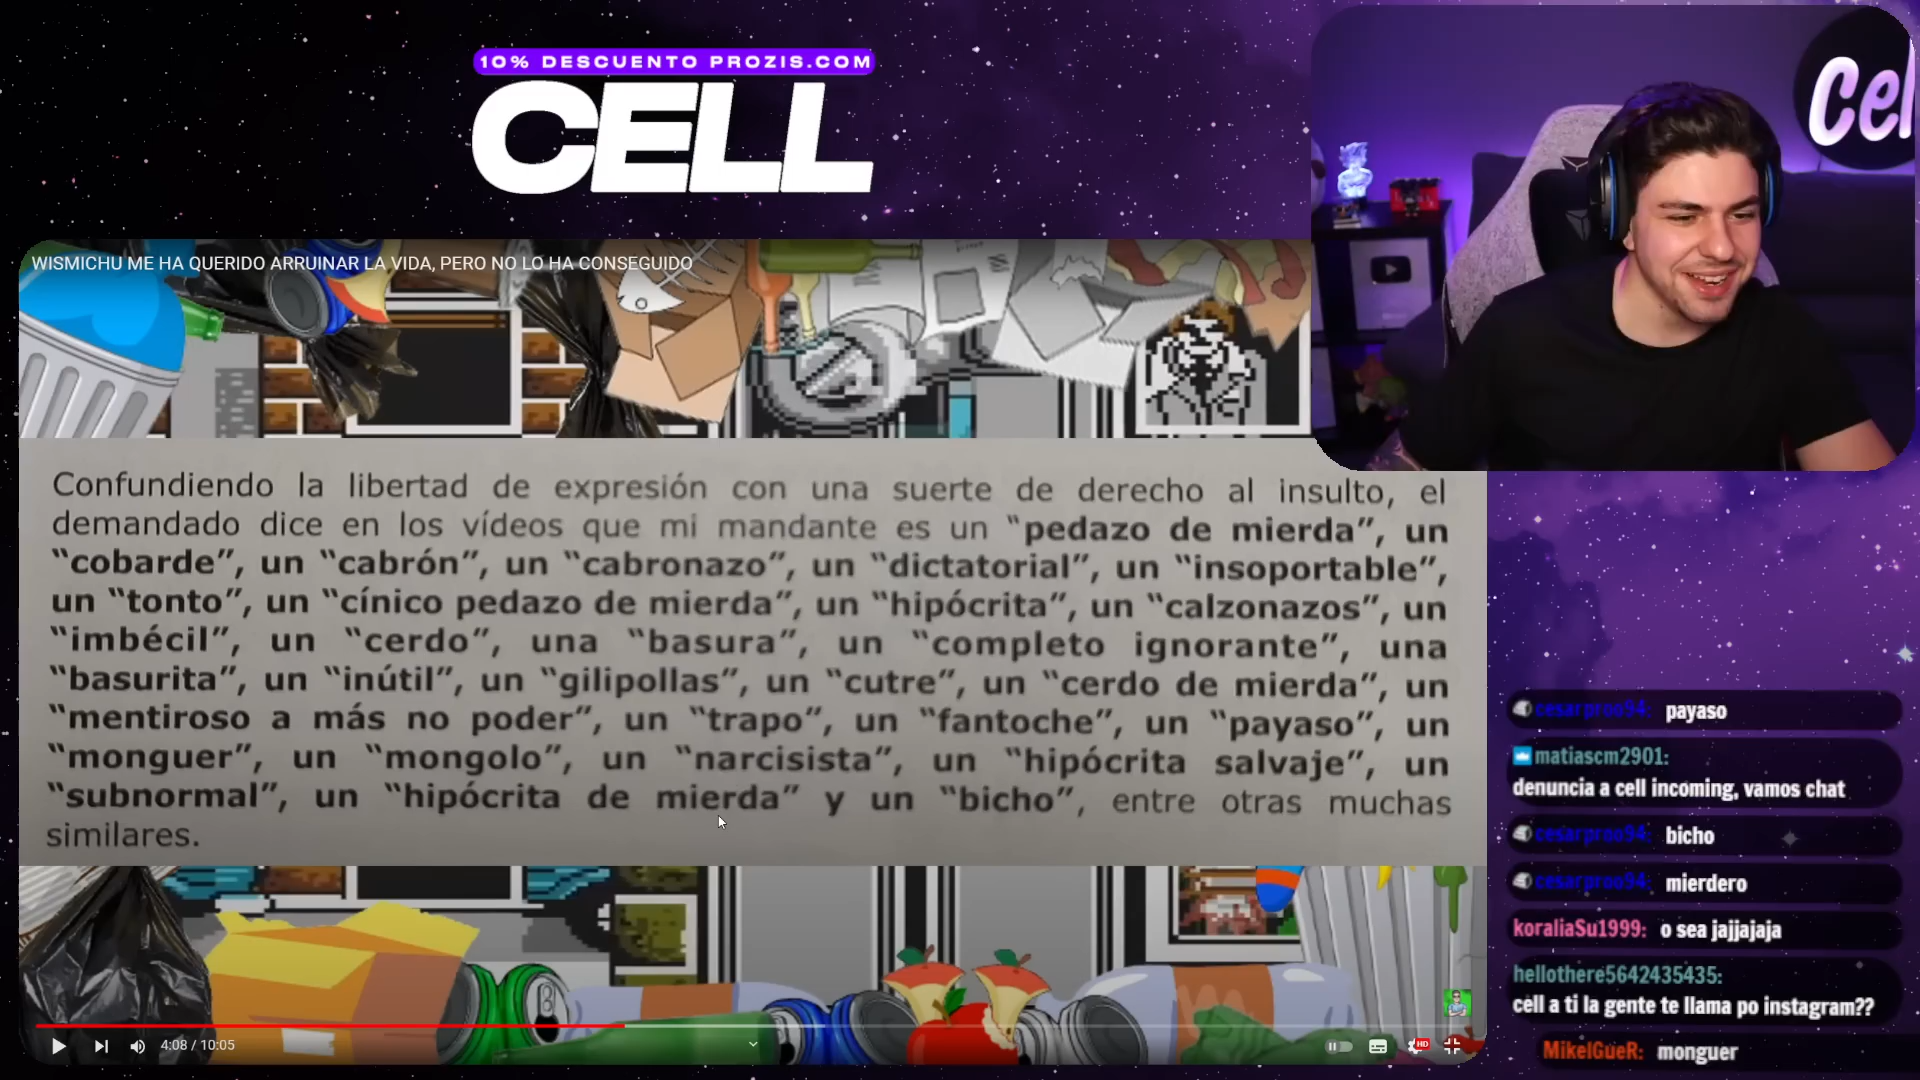 10% DESCUENTO PROZIS.COM
CELL
Cel
WISMICHU ME HA QUERIDO ARRUINAR LA VIDA, PERO NO LO HA CONSEGUIDO
Confundiendo la libertad de expresión con una suerte de derecho al insulto, el
demandado dice en los vídeos que mi mandante es un “pedazo de mierda”, un
“cobarde”, un “cabrón”, un “cabronazo”, un “dictatorial”, un “insoportable”,
un “tonto”, un “cínico pedazo de mierda”, un “hipócrita”, un “calzonazos”, un
“imbécil”, un “cerdo”, una “basura”, un “completo ignorante”, una
“basurita”, un “inútil”, un “gilipollas”, un “cutre”, un “cerdo de mierda”, un
“mentiroso a más no poder”, un “trapo”, un “fantoche”, un “payaso”, un
“monguer”, un “mongolo”, un “narcisista”, un “hipócrita salvaje”, un
“subnormal”, un “hipócrita de mierda” y un “bicho”, entre otras muchas
similares.
cesarproo94: payaso
matiascm2901:
denuncia a cell incoming, vamos chat
cesarproo94: bicho
cesarproo94: mierdero
koraliaSu1999: o sea jajjajaja
hellothere5642435435:
cell a ti la gente te llama po instagram??
MikelGueR: monguer
4:08 / 10:05
HD